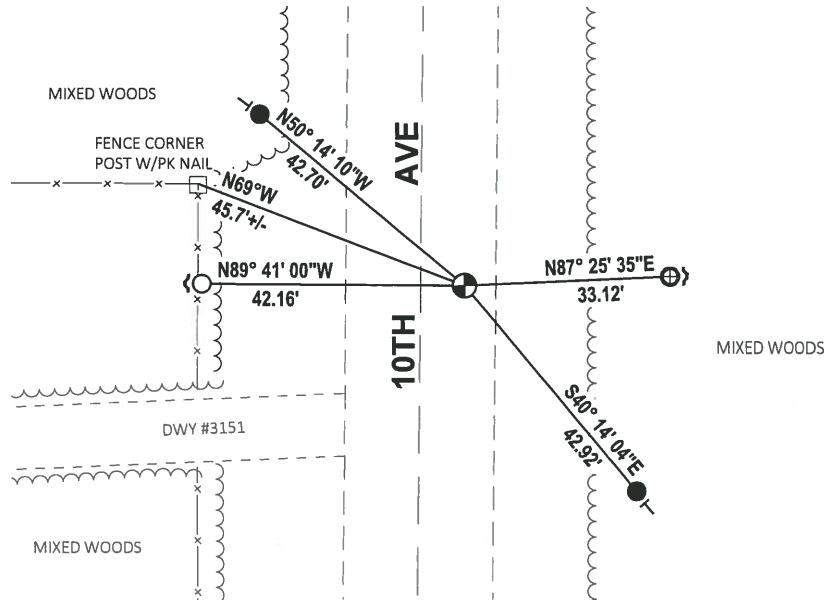 MIXED WOODS
FENCE CORNER
POST W/PK NAIL
N50° 14' 10"W
42.70'
N69°W
45.7'+/-
AVE
10TH
N89° 41' 00"W
42.16'
N87° 25' 35"E
33.12'
MIXED WOODS
S40° 14' 04"E
42.92'
DWY #3151
MIXED WOODS